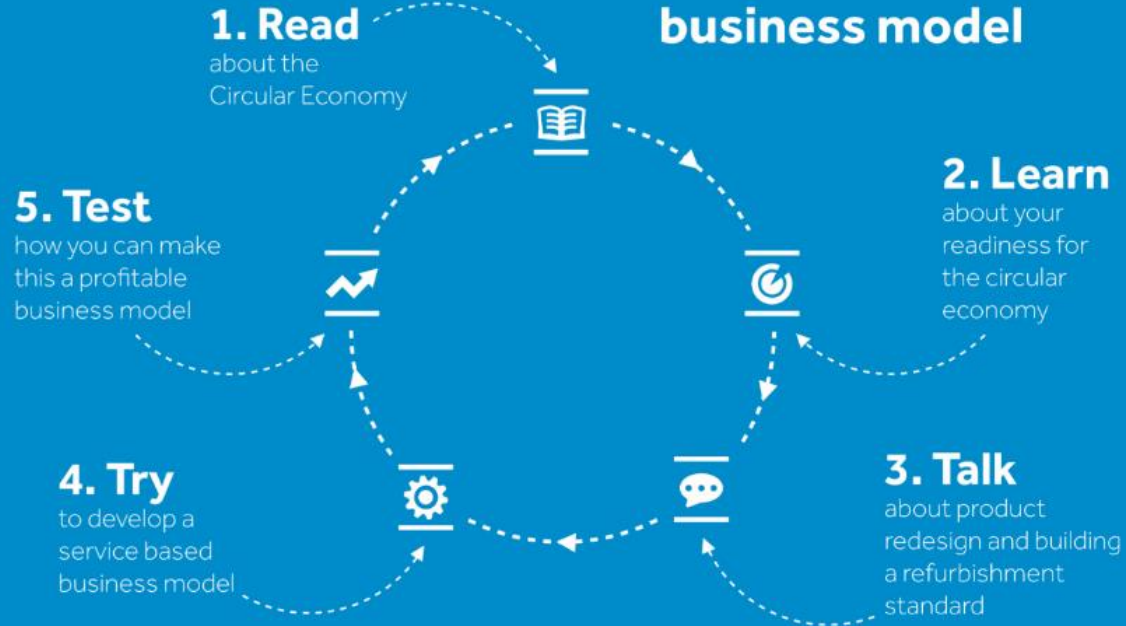 business model
1. Read
about the
Circular Economy
2. Learn
about your
readiness for
the circular
economy
3. Talk
about product
redesign and building
a refurbishment
standard
4. Try
to develop a
service based
business model
5. Test
how you can make
this a profitable
business model